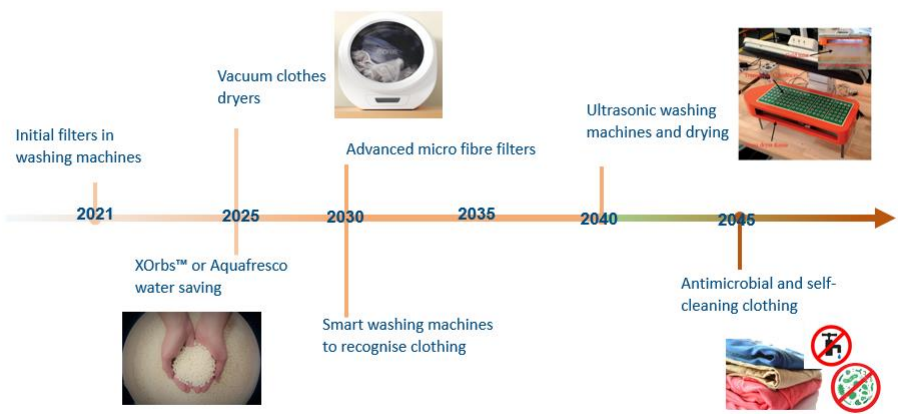 Vacuum clothes
dryers
Ultrasonic washing
machines and drying
Initial filters in
washing machines
Advanced micro fibre filters
2021
2025
2030
2035
2040
2045
XOrbs™ or Aquafresco
water saving
Antimicrobial and self-
cleaning clothing
Smart washing machines
to recognise clothing